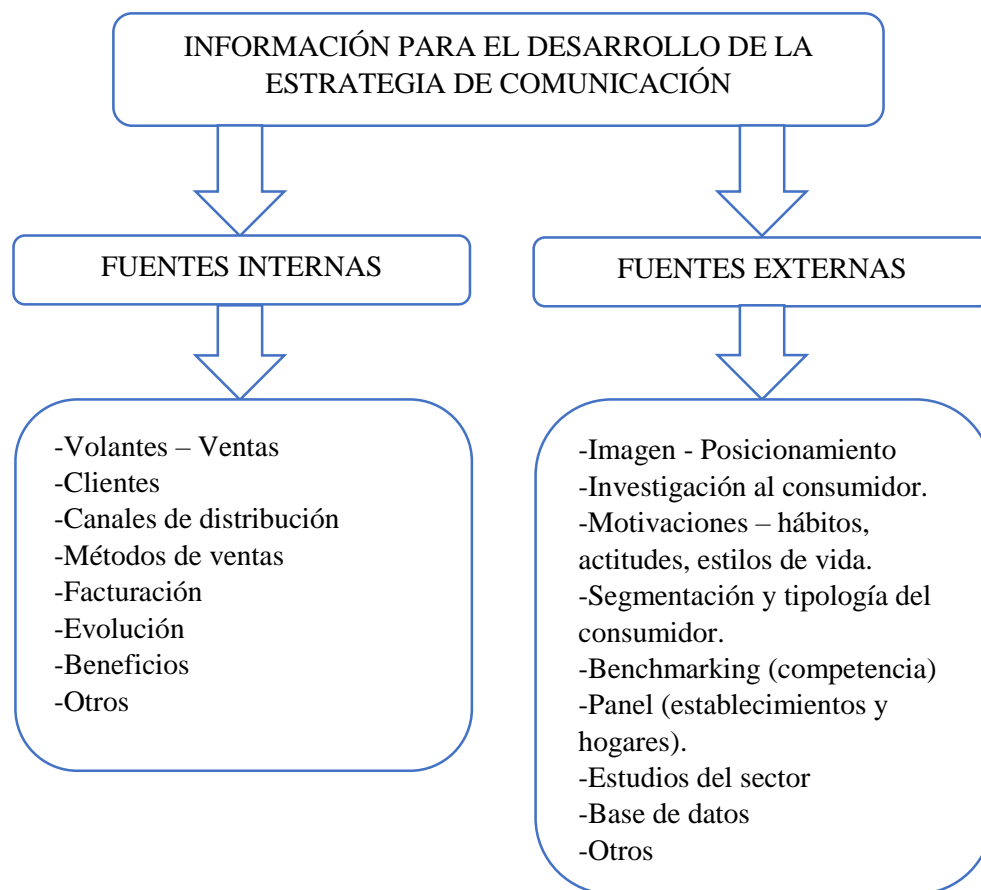 INFORMACIÓN PARA EL DESARROLLO DE LA
ESTRATEGIA DE COMUNICACIÓN
FUENTES INTERNAS
-Volantes – Ventas
-Clientes
-Canales de distribución
-Métodos de ventas
-Facturación
-Evolución
-Beneficios
-Otros
FUENTES EXTERNAS
-Imagen - Posicionamiento
-Investigación al consumidor.
-Motivaciones – hábitos,
actitudes, estilos de vida.
-Segmentación y tipología del
consumidor.
-Benchmarking (competencia)
-Panel (establecimientos y
hogares).
-Estudios del sector
-Base de datos
-Otros